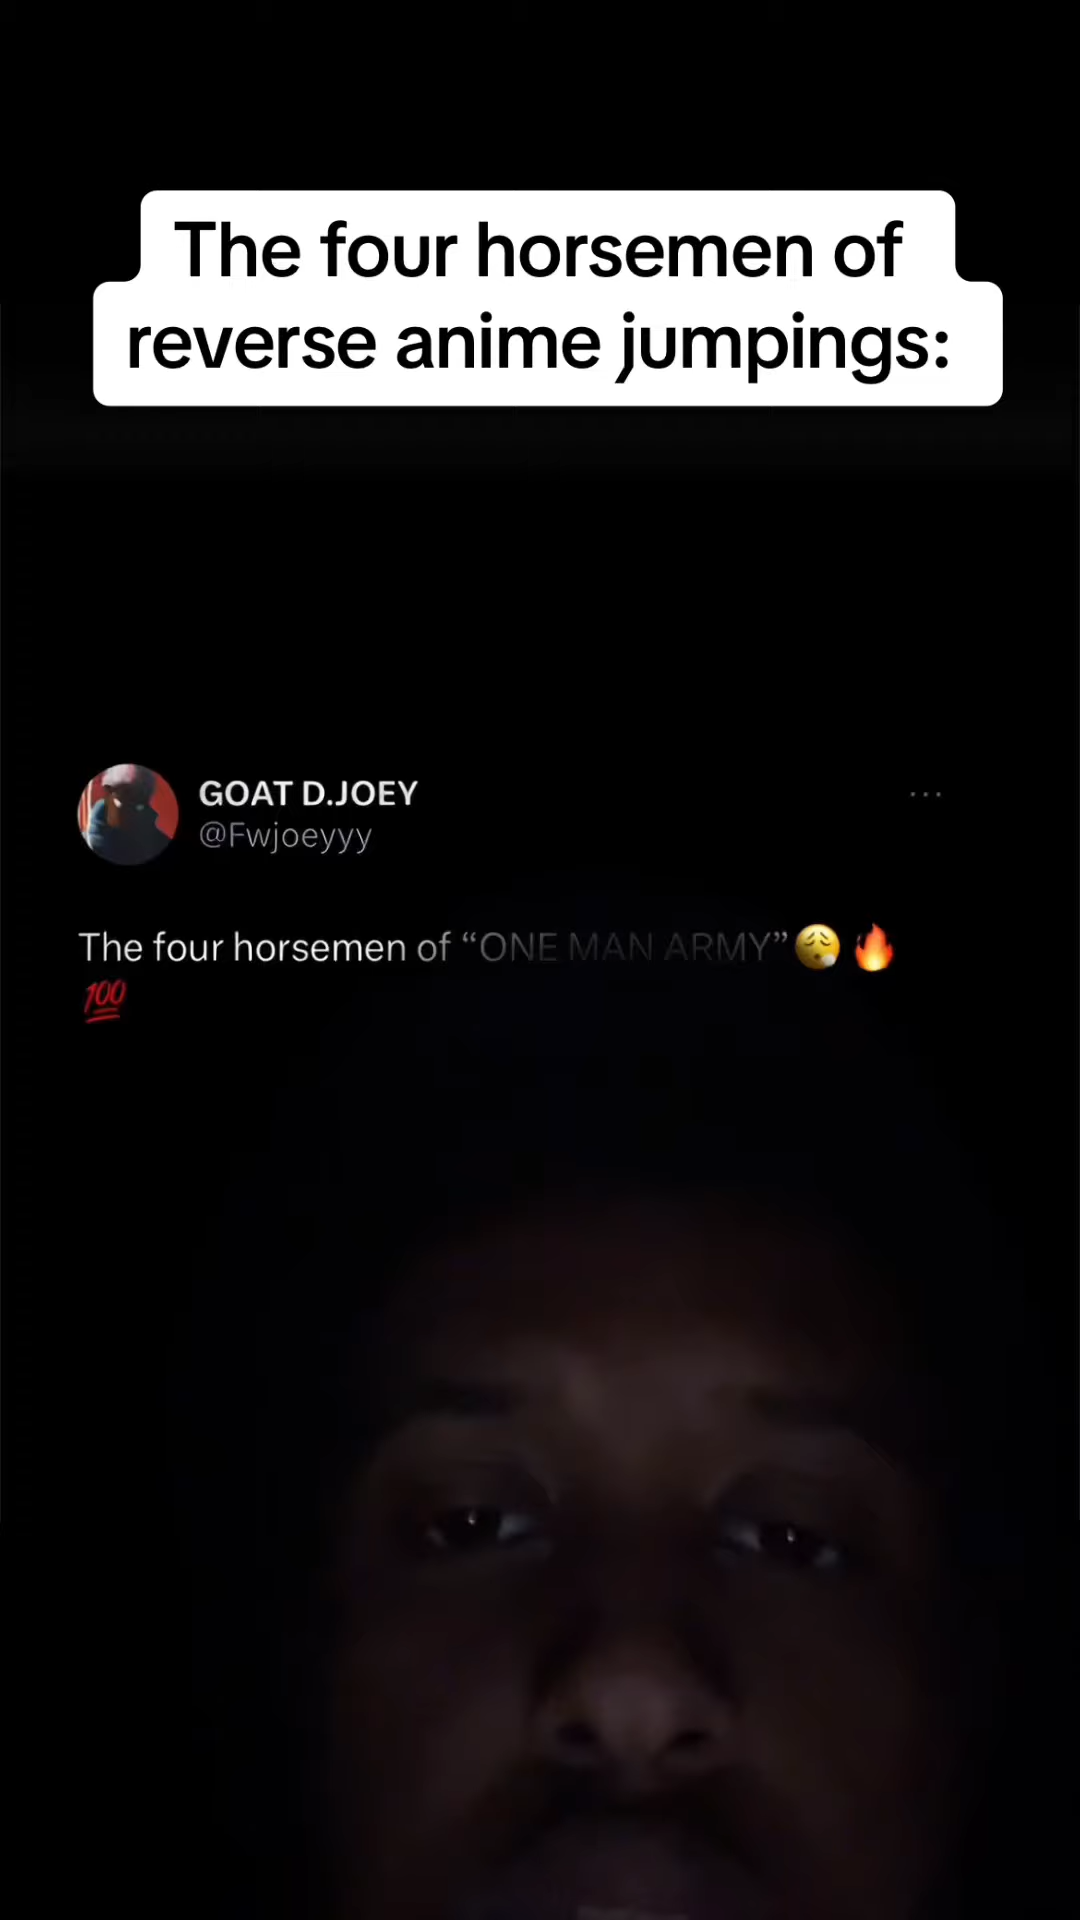 The four horsemen of
reverse anime jumpings:
GOAT D.JOEY
@Fwjoeyyy
The four horsemen of “ONE MAN ARMY”😮‍💨 🔥
💯